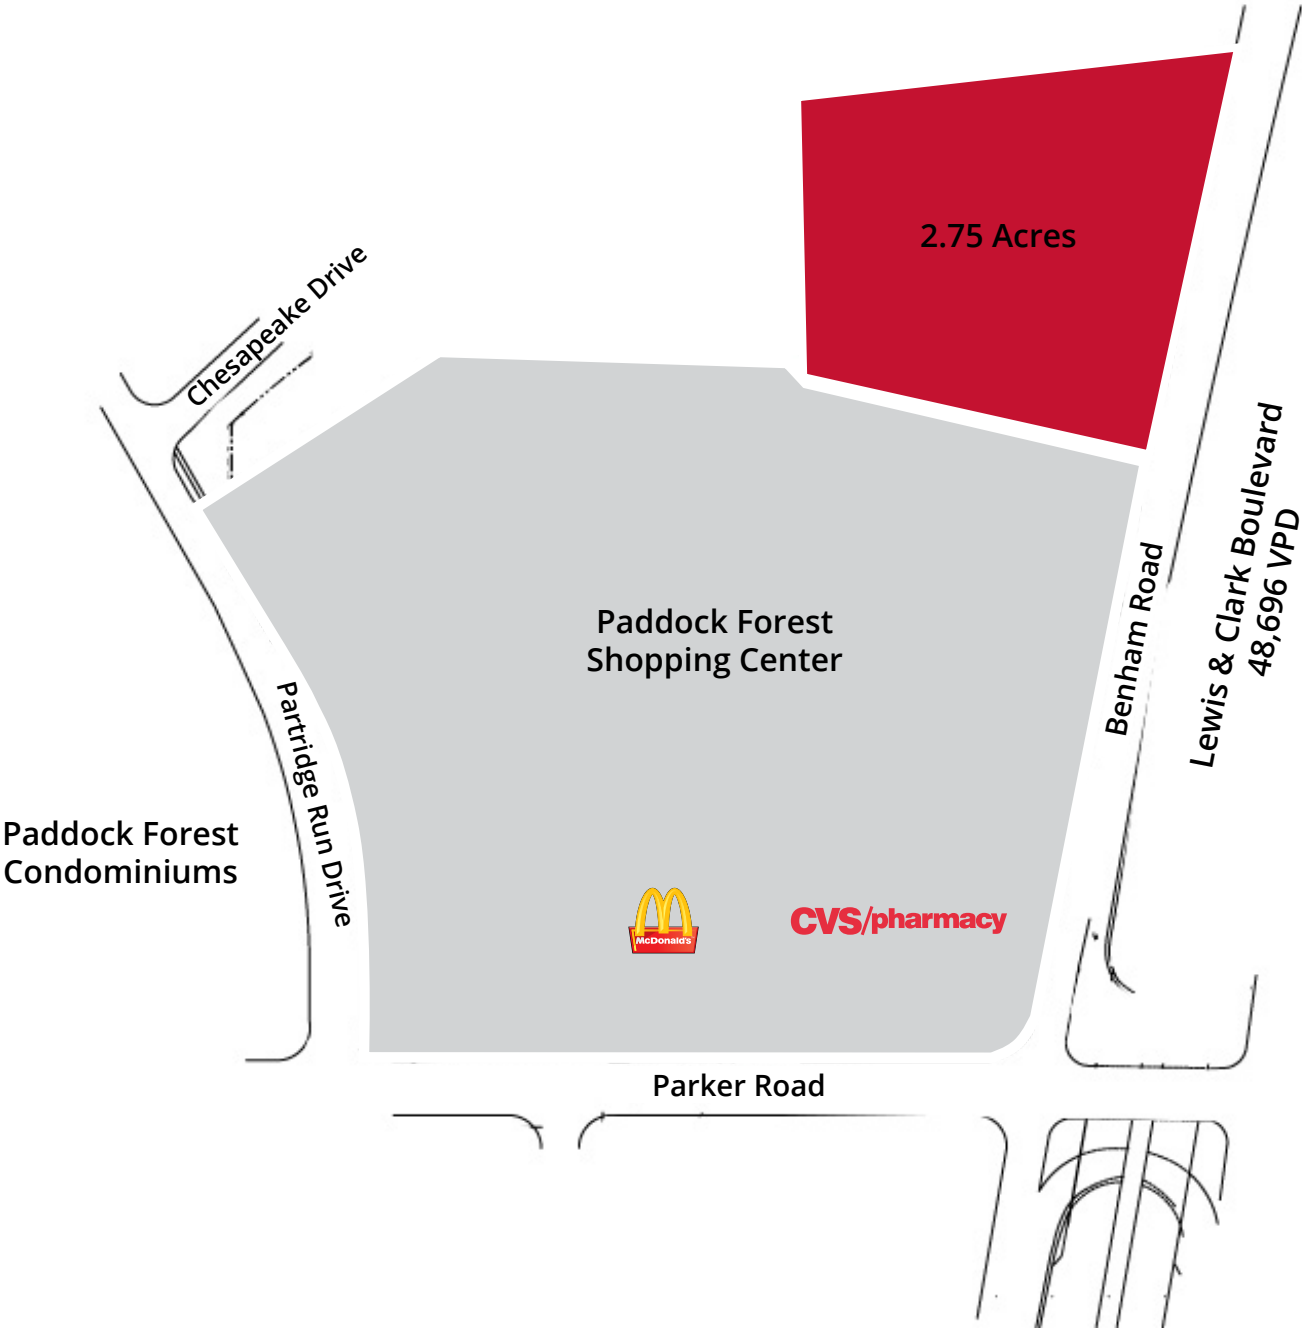 2.75 Acres
Chesapeake Drive
Lewis & Clark Boulevard
48,696 VPD
Benham Road
Paddock Forest
Shopping Center
Partridge Run Drive
Paddock Forest
Condominiums
McDonald's
CVS/pharmacy
Parker Road